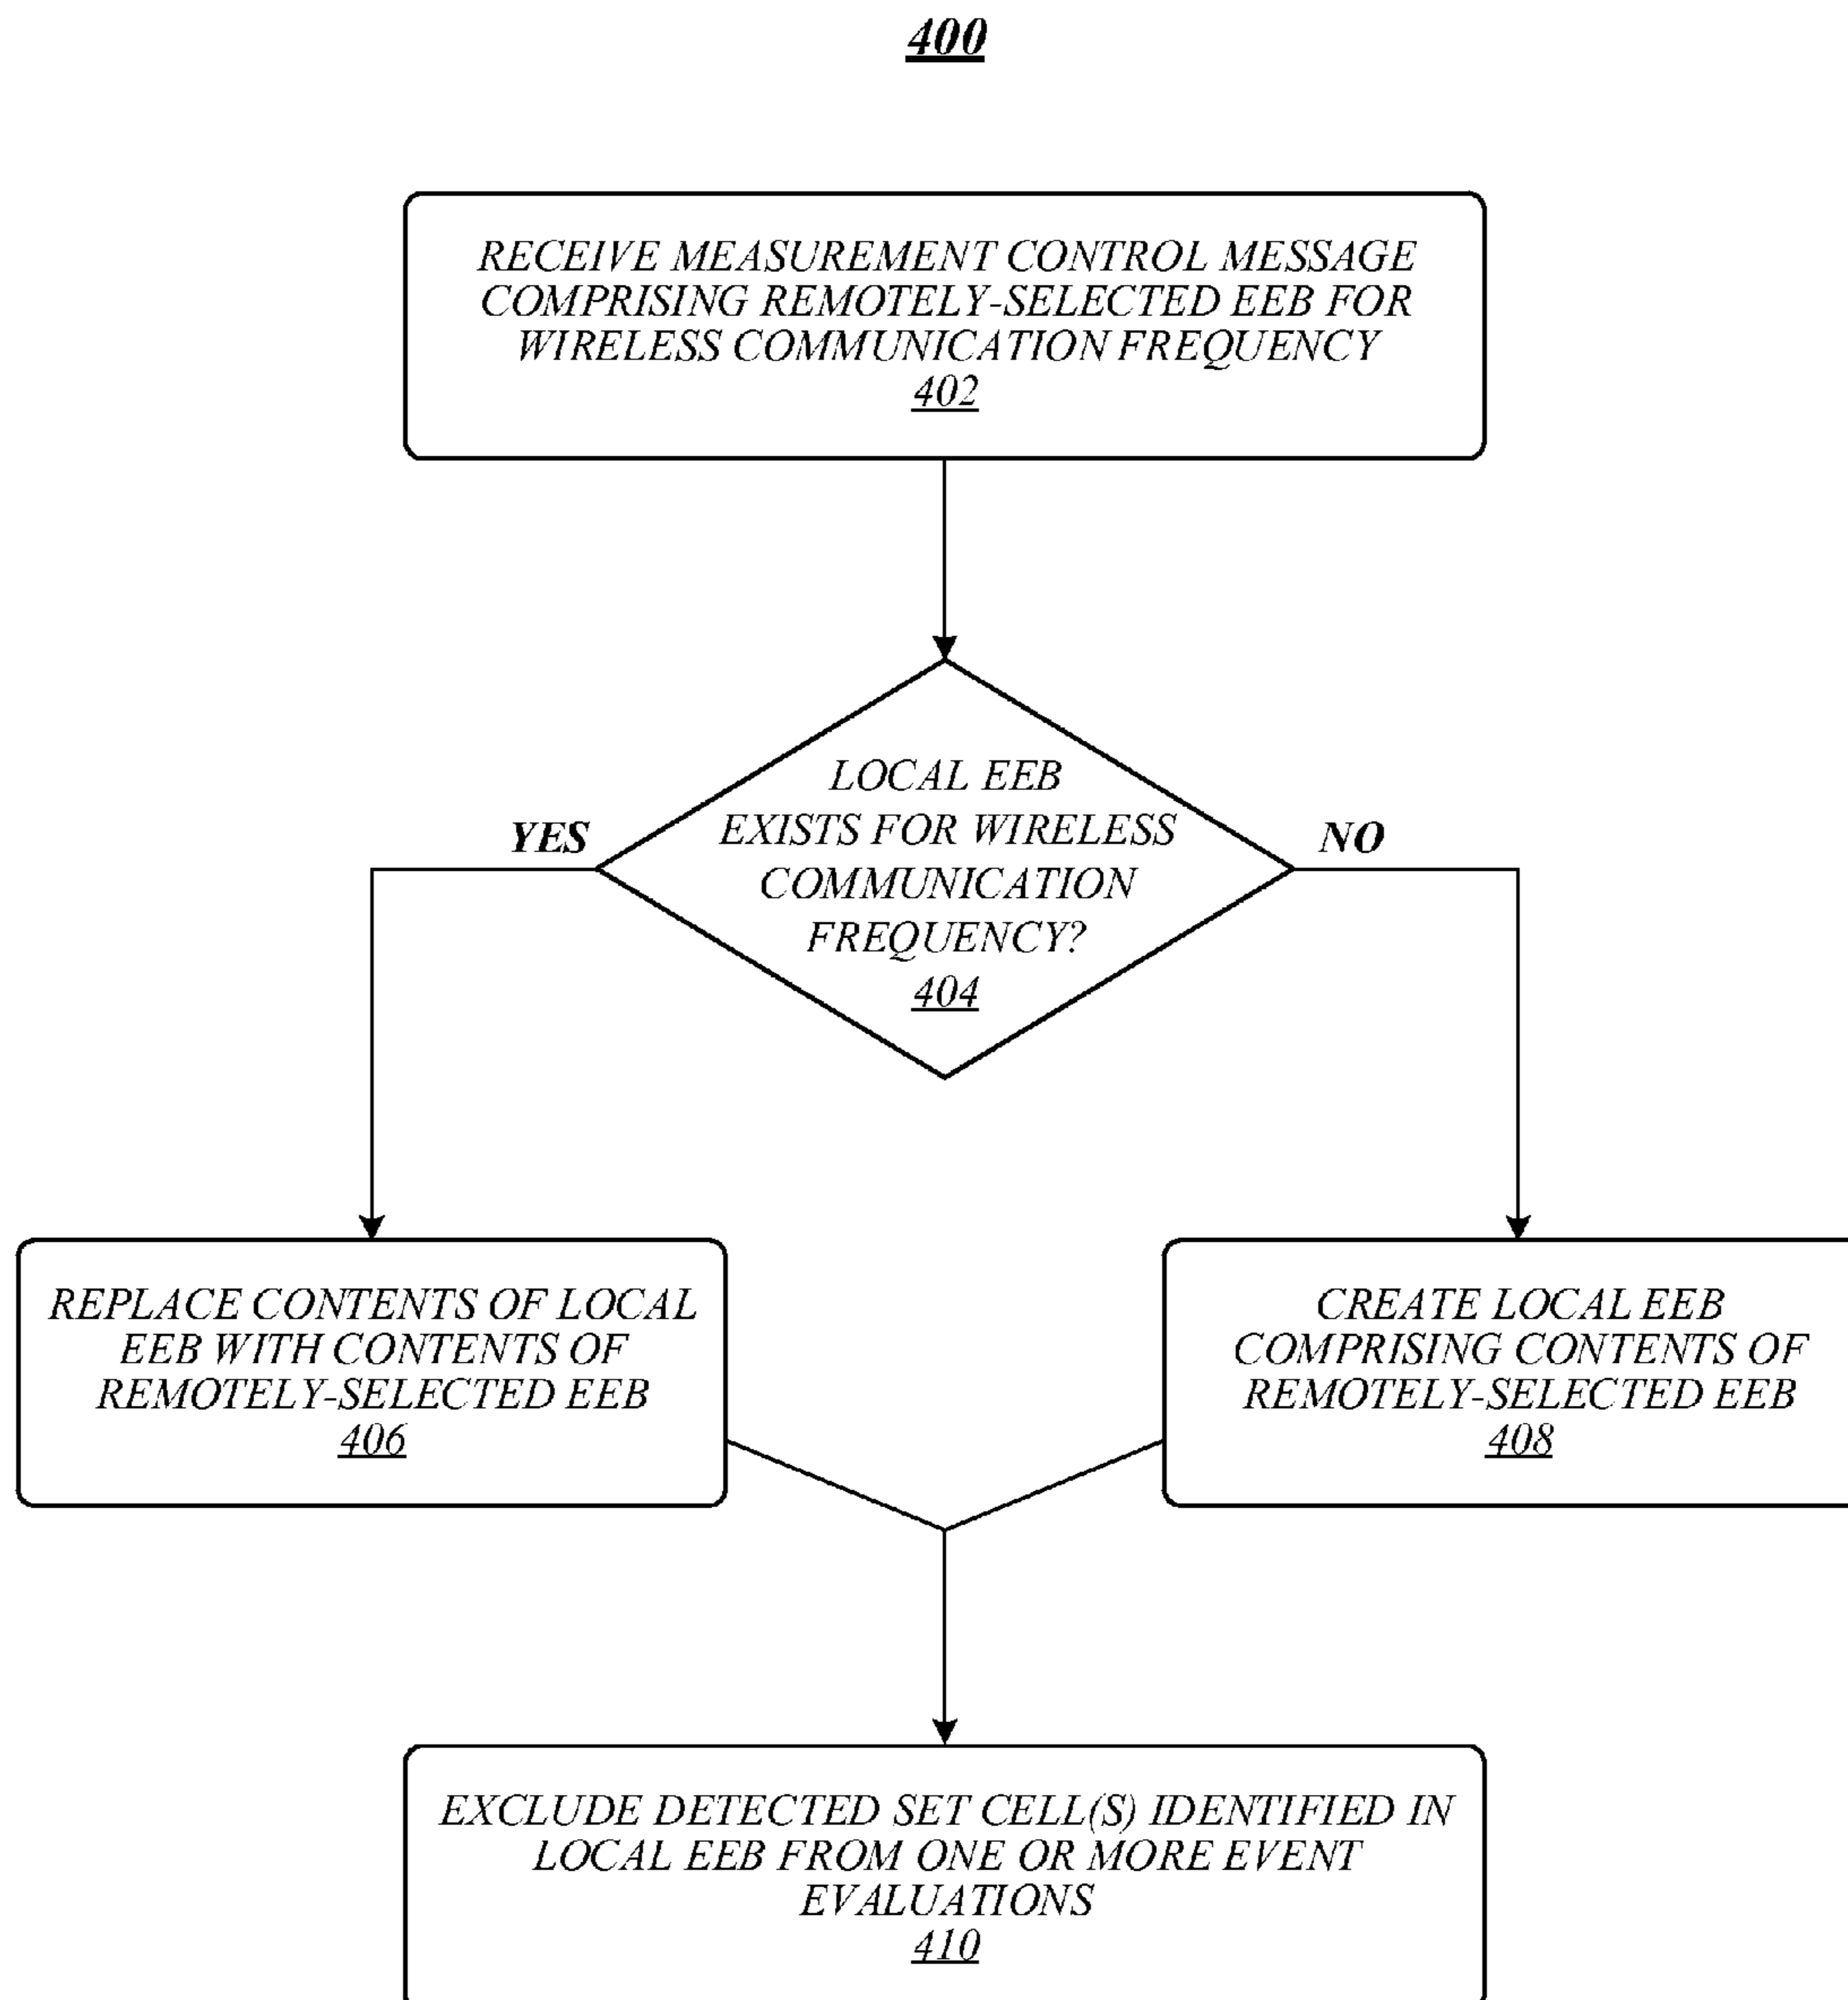 400
RECEIVE MEASUREMENT CONTROL MESSAGE
COMPRISING REMOTELY-SELECTED EEB FOR
WIRELESS COMMUNICATION FREQUENCY
402
LOCAL EEB
EXISTS FOR WIRELESS
COMMUNICATION
FREQUENCY?
404
YES
NO
REPLACE CONTENTS OF LOCAL
EEB WITH CONTENTS OF
REMOTELY-SELECTED EEB
406
CREATE LOCAL EEB
COMPRISING CONTENTS OF
REMOTELY-SELECTED EEB
408
EXCLUDE DETECTED SET CELL(S) IDENTIFIED IN
LOCAL EEB FROM ONE OR MORE EVENT
EVALUATIONS
410